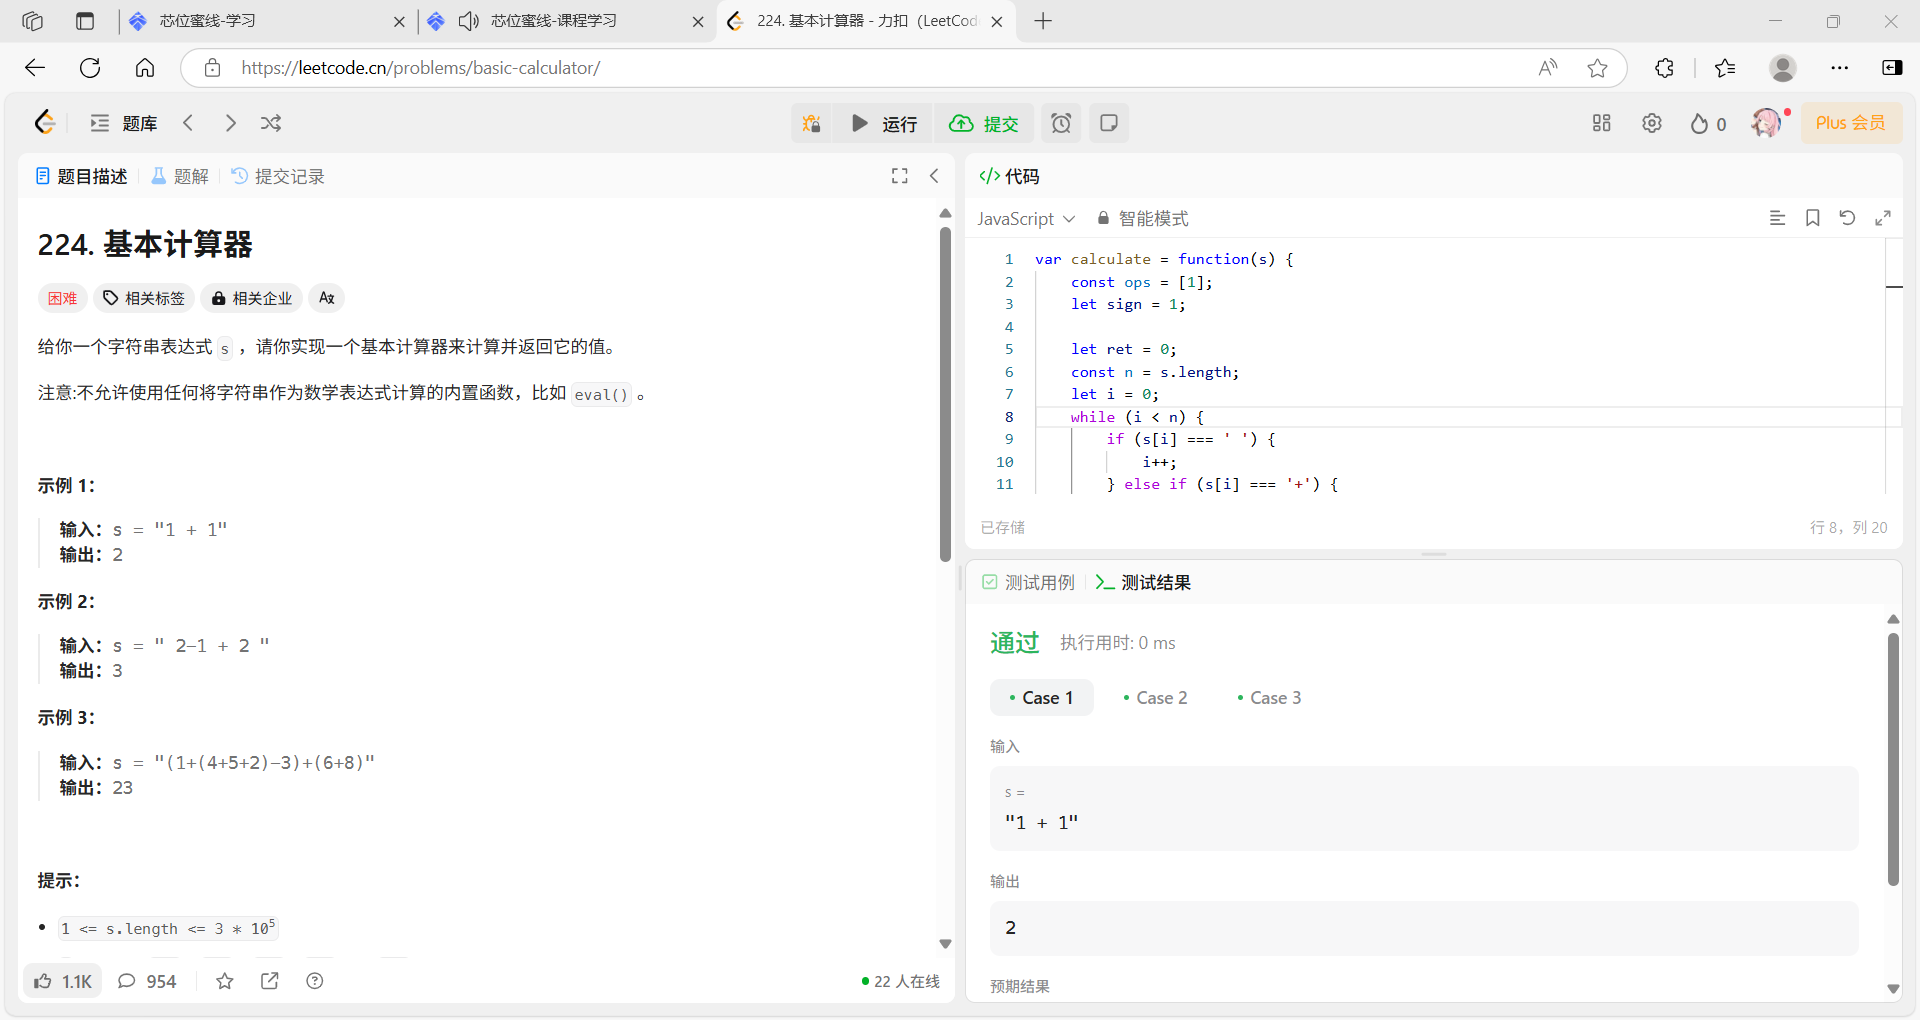 芯位蜜线-学习
芯位蜜线-课程学习
224. 基本计算器 - 力扣（LeetCod
https://leetcode.cn/problems/basic-calculator/
题库
运行
提交
0
Plus 会员
题目描述
题解
提交记录
224. 基本计算器
困难
相关标签
相关企业
给你一个字符串表达式 s ，请你实现一个基本计算器来计算并返回它的值。
注意:不允许使用任何将字符串作为数学表达式计算的内置函数，比如 eval() 。
示例 1：
输入：s = "1 + 1"
输出：2
示例 2：
输入：s = " 2-1 + 2 "
输出：3
示例 3：
输入：s = "(1+(4+5+2)-3)+(6+8)"
输出：23
提示：
1 <= s.length <= 3 * 10^5
1.1K
954
22 人在线
</> 代码
JavaScript
智能模式
1 var calculate = function(s) {
2 const ops = [1];
3 let sign = 1;
4
5 let ret = 0;
6 const n = s.length;
7 let i = 0;
8 while (i < n) {
9 if (s[i] === ' ') {
10 i++;
11 } else if (s[i] === '+') {
已存储
行 8，列 20
测试用例
测试结果
通过
执行用时: 0 ms
Case 1
Case 2
Case 3
输入
s =
"1 + 1"
输出
2
预期结果